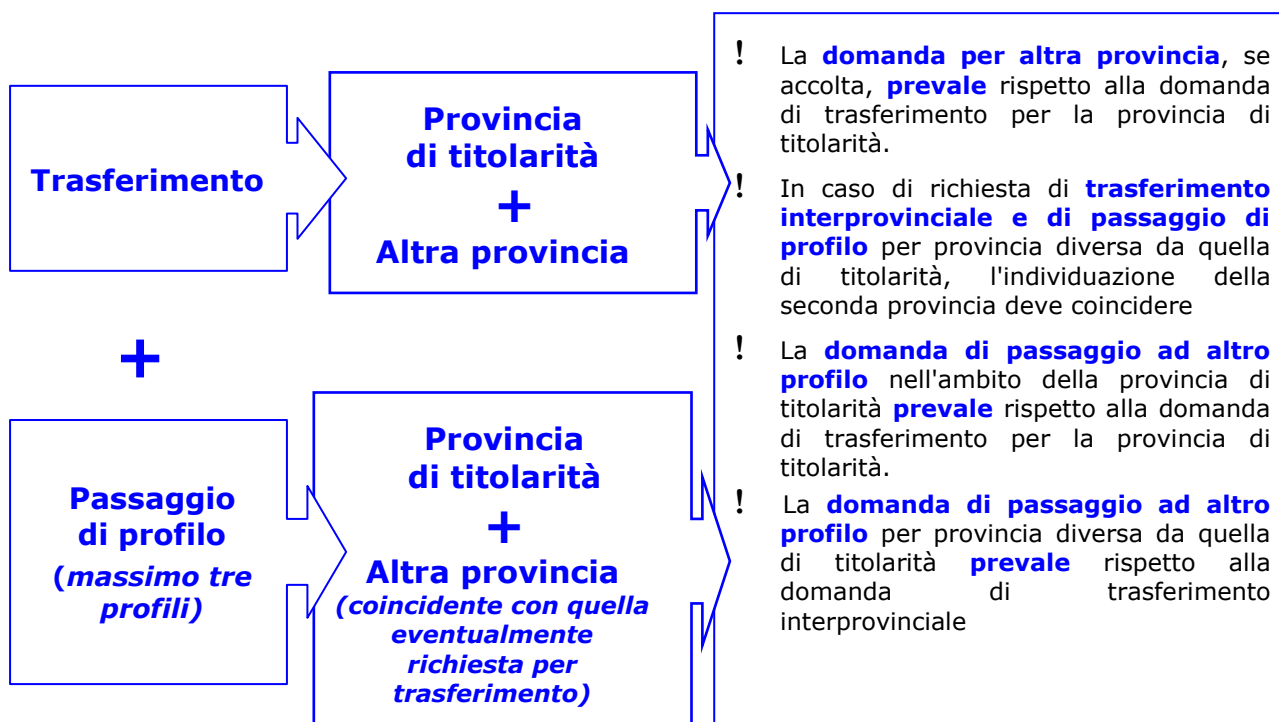 Trasferimento
Provincia
di titolarità
+
Altra provincia
+
Passaggio
di profilo
(massimo tre
profili)
Provincia
di titolarità
+
Altra provincia
(coincidente con quella
eventualmente
richiesta per
trasferimento)
! La domanda per altra provincia, se
accolta, prevale rispetto alla domanda
di trasferimento per la provincia di
titolarità.
! In caso di richiesta di trasferimento
interprovinciale e di passaggio di
profilo per provincia diversa da quella
di titolarità, l'individuazione della
seconda provincia deve coincidere
! La domanda di passaggio ad altro
profilo nell'ambito della provincia di
titolarità prevale rispetto alla domanda
di trasferimento per la provincia di
titolarità.
! La domanda di passaggio ad altro
profilo per provincia diversa da quella
di titolarità prevale rispetto alla
domanda di trasferimento
interprovinciale